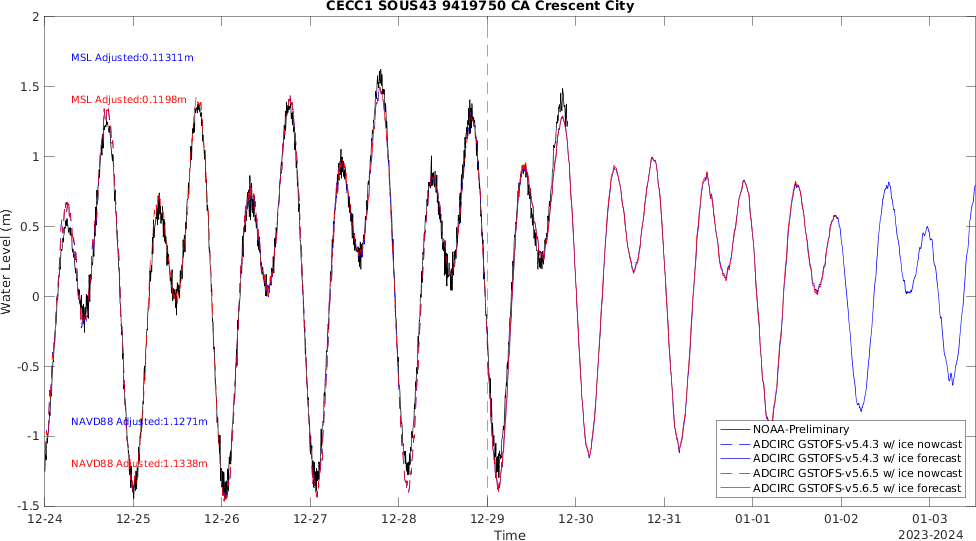 CECC1 SOUS43 9419750 CA Crescent City
2
1.5
1
0.5
0
-0.5
-1
-1.5
Water Level (m)
MSL Adjusted:0.11311m
MSL Adjusted:0.1198m
NAVD88 Adjusted:1.1271m
NAVD88 Adjusted:1.1338m
NOAA-Preliminary
ADCIRC GSTOFS-v5.4.3 w/ ice nowcast
ADCIRC GSTOFS-v5.4.3 w/ ice forecast
ADCIRC GSTOFS-v5.6.5 w/ ice nowcast
ADCIRC GSTOFS-v5.6.5 w/ ice forecast
12-24 12-25 12-26 12-27 12-28 12-29 12-30 12-31 01-01 01-02 01-03
Time
2023-2024